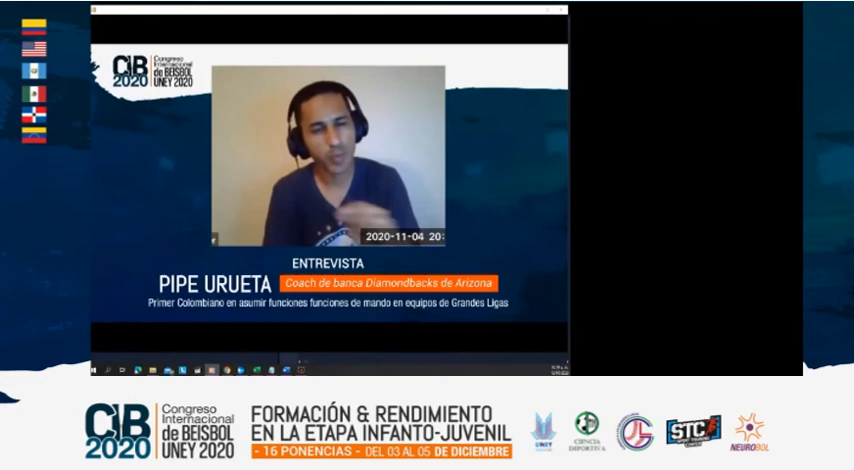 CIB
2020
Congreso
Internacional
de BEISBOL
UNEY 2020
2020-11-04 20:
ENTREVISTA
PIPE URUETA
Coach de banca Diamondbacks de Arizona
Primer Colombiano en asumir funciones funciones de mando en equipos de Grandes Ligas
CIB
2020
Congreso
Internacional
de BEISBOL
UNEY 2020
FORMACIÓN & RENDIMIENTO
EN LA ETAPA INFANTO-JUVENIL
- 16 PONENCIAS - DEL 03 AL 05 DE DICIEMBRE
UNEY
CIENCIA
DEPORTIVA
STC
NEUROBOL